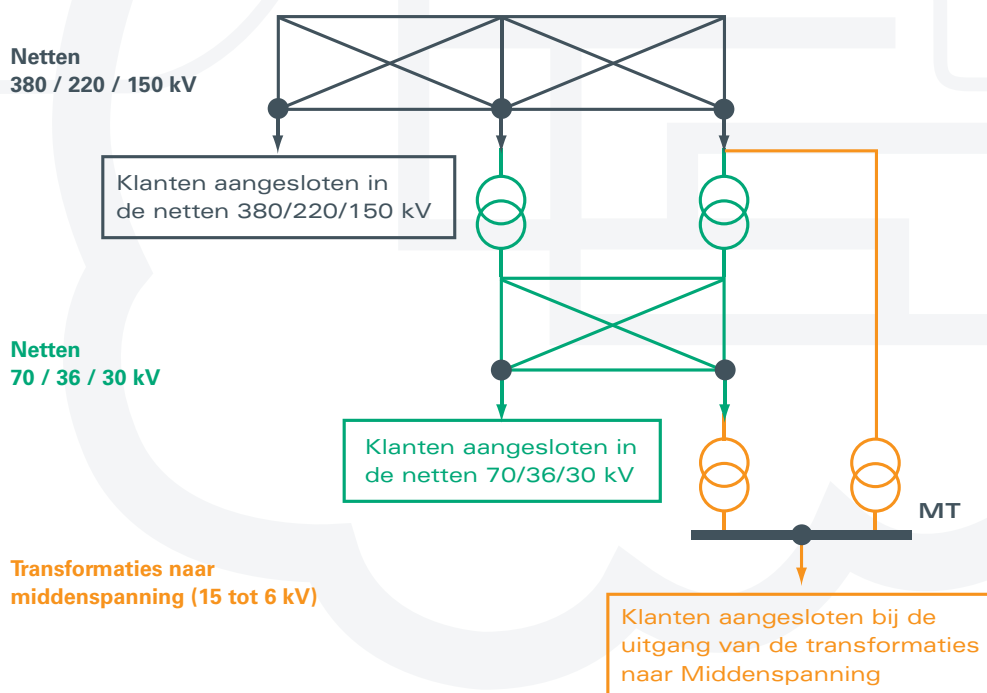 Netten
380 / 220 / 150 kV
Klanten aangesloten in
de netten 380/220/150 kV
Netten
70 / 36 / 30 kV
Klanten aangesloten in
de netten 70/36/30 kV
MT
Transformaties naar
middenspanning (15 tot 6 kV)
Klanten aangesloten bij de
uitgang van de transformaties
naar Middenspanning